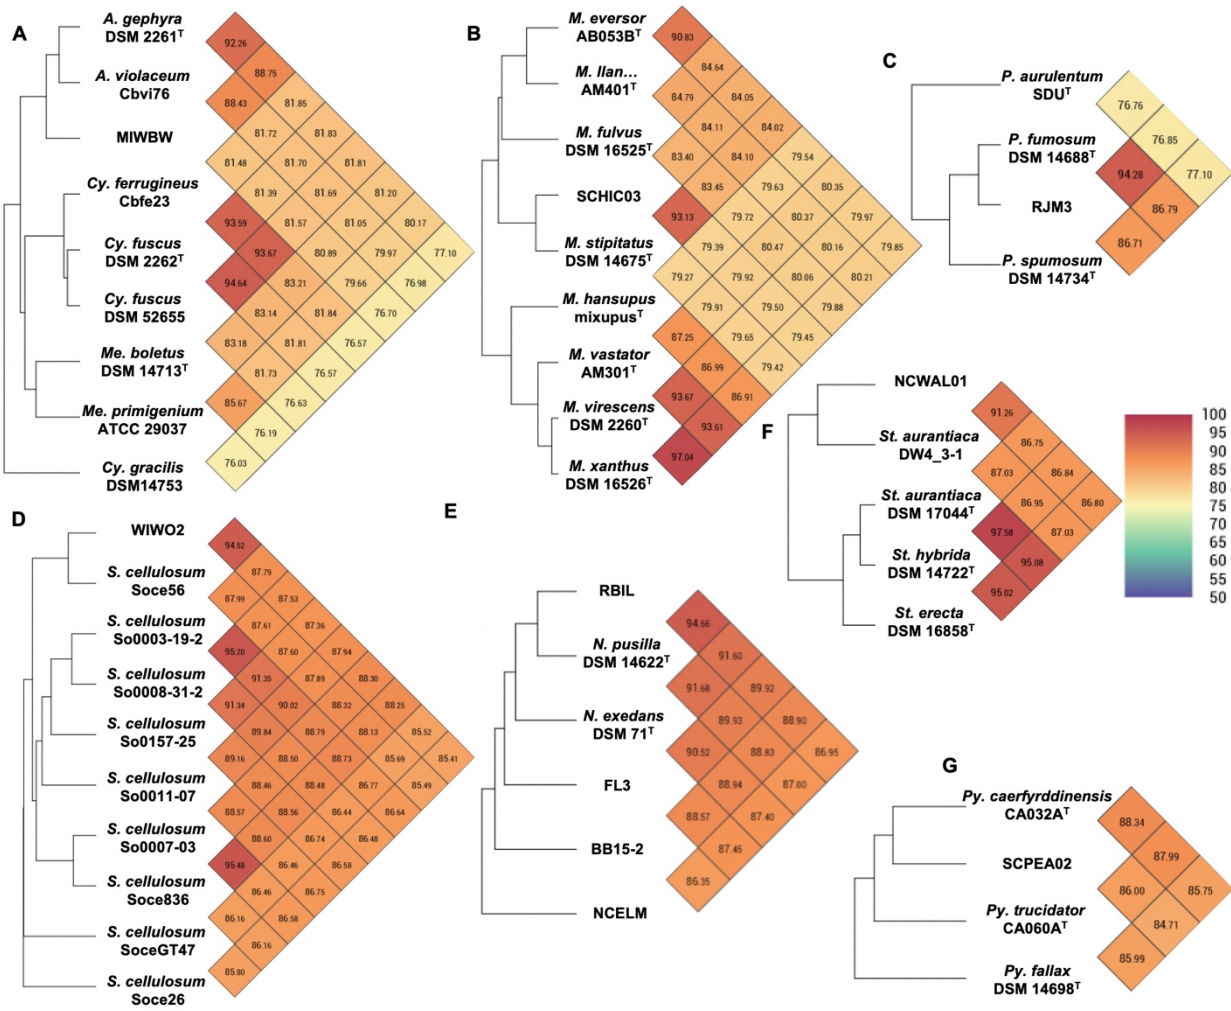 A
A. gephyra
DSM 2261T
A. violaceum
Cbvi76
MIWBW
Cy. ferrugineus
Cbfe23
Cy. fuscus
DSM 2262T
Cy. fuscus
DSM 52655
Me. boletus
DSM 14713T
Me. primigenium
ATCC 29037
Cy. gracilis
DSM14753
92.26
88.75
88.43 81.85
81.72 81.83
81.48 81.70 81.81
81.39 81.69 81.20
93.59 81.57 81.05 80.17
93.67 80.89 79.97 77.10
94.64 83.21 79.66 76.98
83.14 81.84 76.70
83.18 81.81 76.57
81.73 76.57
85.67 76.63
76.19
76.03
B
M. eversor
AB053BT
M. llan...
AM401T
M. fulvus
DSM 16525T
SCHIC03
M. stipitatus
DSM 14675T
M. hansupus
mixupusT
M. vastator
AM301T
M. virescens
DSM 2260T
M. xanthus
DSM 16526T
90.83
84.64
84.79 84.05
84.11 84.02
83.40 84.10 79.54
83.45 79.63 80.35
93.13 79.72 80.37 79.97
79.39 80.47 80.16 79.85
79.27 79.92 80.06 80.21
79.91 79.50 79.88
87.25 79.65 79.45
86.99 79.42
93.67 86.91
93.61
97.04
C
P. aurulentum
SDUT
P. fumosum
DSM 14688T
RJM3
P. spumosum
DSM 14734T
76.76
76.85
94.28 77.10
86.79
86.71
D
WIWO2
S. cellulosum
Soce56
S. cellulosum
So0003-19-2
S. cellulosum
So0008-31-2
S. cellulosum
So0157-25
S. cellulosum
So0011-07
S. cellulosum
So0007-03
S. cellulosum
Soce836
S. cellulosum
SoceGT47
S. cellulosum
Soce26
94.52
87.79
87.99 87.53
87.61 87.36
95.20 87.60 87.94
91.35 87.89 88.30
91.34 90.02 88.32 88.25
89.84 88.79 88.13 85.52
89.16 88.50 88.73 85.69 85.41
88.46 88.48 86.77 85.49
88.57 88.56 86.44 86.64
88.60 86.74 86.48
95.48 86.46 86.58
86.46 86.75
86.16 86.58
86.16
85.80
E
RBIL
N. pusilla
DSM 14622T
N. exedans
DSM 71T
FL3
BB15-2
NCELM
94.66
91.60
91.68 89.92
89.93 88.90
90.52 88.83 86.95
88.94 87.00
88.57 87.40
87.45
86.35
F
NCWAL01
St. aurantiaca
DW4_3-1
St. aurantiaca
DSM 17044T
St. hybrida
DSM 14722T
St. erecta
DSM 16858T
91.26
86.75
87.03 86.84
86.95 86.80
97.58 87.03
95.08
95.02
100
95
90
85
80
75
70
65
60
55
50
G
Py. caerfyrddinensis
CA032AT
SCPEA02
Py. trucidator
CA060AT
Py. fallax
DSM 14698T
88.34
87.99
86.00 85.75
84.71
85.99